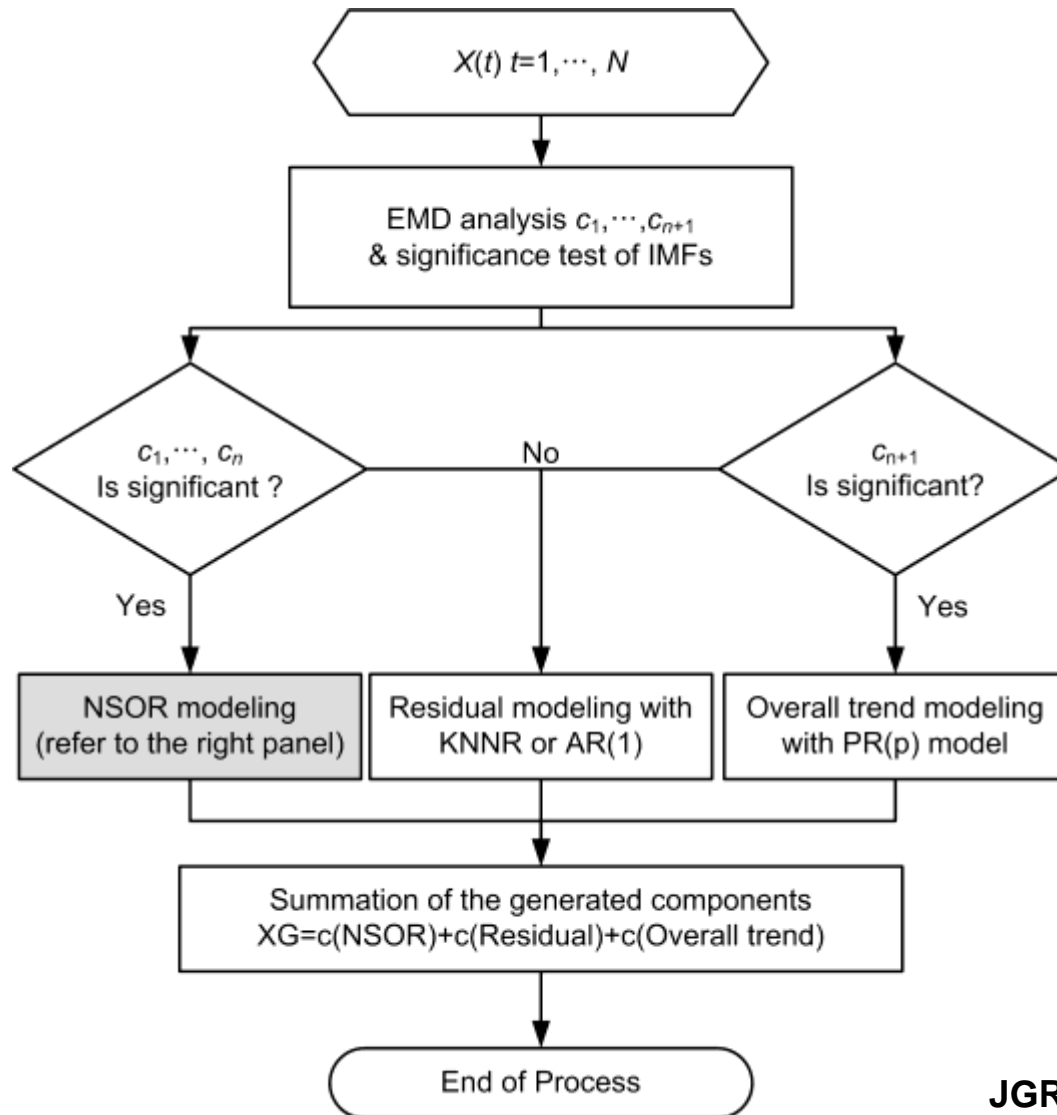 X(t) t=1,⋯, N
EMD analysis c1,⋯,cn+1
& significance test of IMFs
c1,⋯, cn
Is significant ?
No
cn+1
Is significant?
Yes
Yes
NSOR modeling
(refer to the right panel)
Residual modeling with
KNNR or AR(1)
Overall trend modeling
with PR(p) model
Summation of the generated components
XG=c(NSOR)+c(Residual)+c(Overall trend)
End of Process
JGR